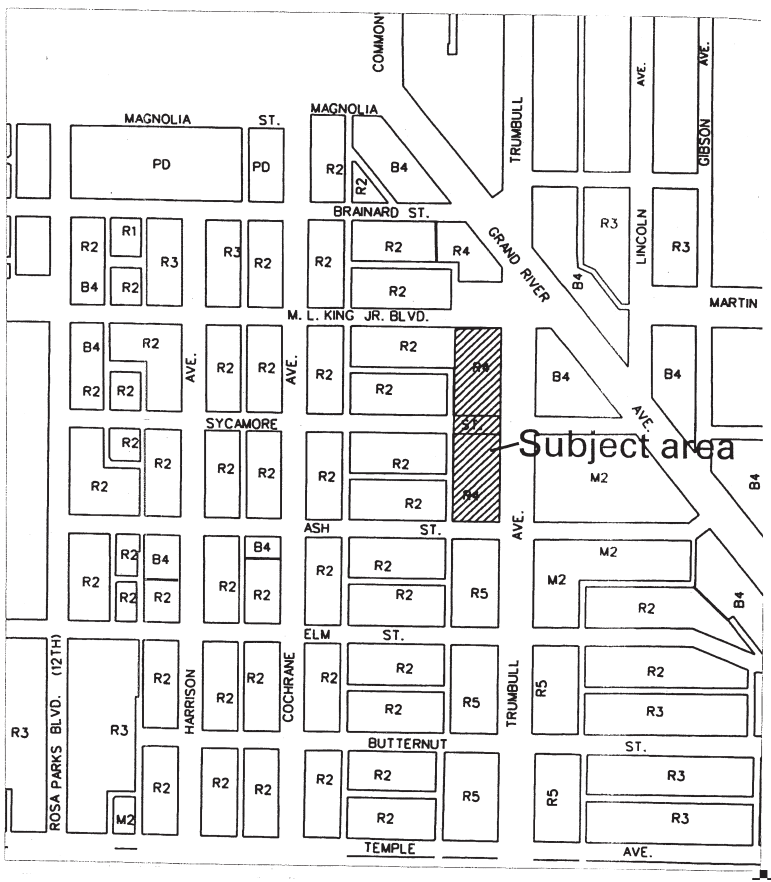 COMMON
TRUMBULL
AVE.
AVE.
GIBSON
MAGNOLIA ST.
MAGNOLIA
PD
PD
R2
R2
B4
BRAINARD ST.
R2
R1
R3
R3
R2
R2
R2
R4
GRAND RIVER
B4
R3
LINCOLN
R3
B4
R2
R2
MARTIN
M. L. KING JR. BLVD.
B4
R2
AVE.
R2
R2
AVE.
R2
R2
R4
B4
B4
R2
R2
R2
SYCAMORE
ST.
AVE.
R2
R2
R2
R2
R2
R2
R2
R2
R4
Subject area
M2
B4
ASH ST.
AVE.
R2
R2
B4
R2
R2
B4
R2
R2
R2
R2
R5
M2
M2
R2
B4
ELM ST.
ROSA PARKS BLVD. (12TH)
HARRISON
COCHRANE
TRUMBULL
R3
R3
R2
R2
R2
R2
R2
R2
R5
R5
R2
R3
BUTTERNUT ST.
M2
R2
R2
R2
R2
R2
R2
R5
R5
R3
R3
TEMPLE AVE.